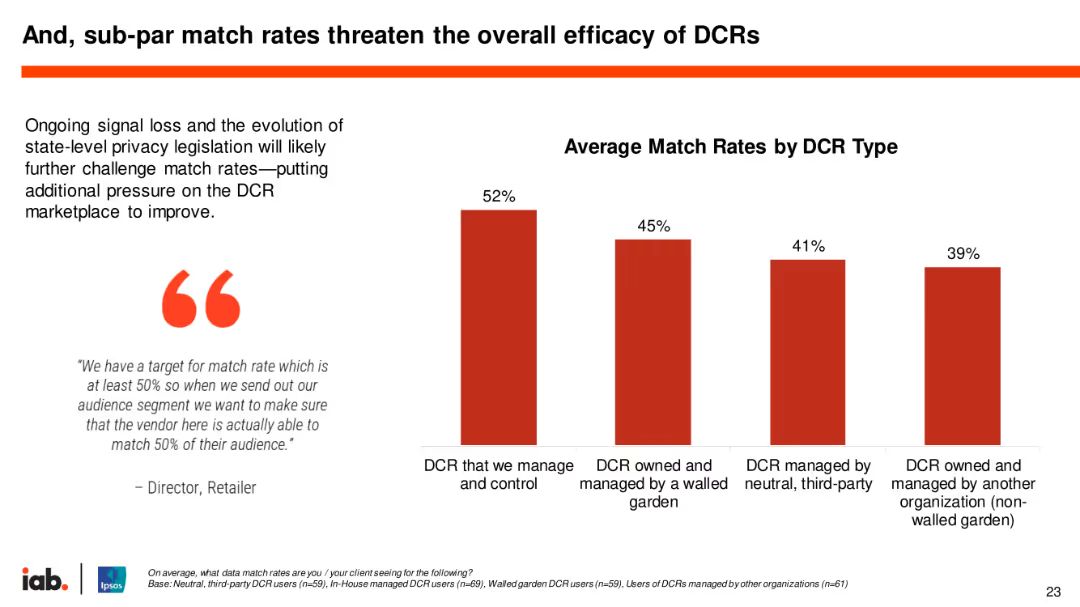 And, sub-par match rates threaten the overall efficacy of DCRs
Ongoing signal loss and the evolution of
state-level privacy legislation will likely
further challenge match rates—putting
additional pressure on the DCR
marketplace to improve.
"We have a target for match rate which is
at least 50% so when we send out our
audience segment we want to make sure
that the vendor here is actually able to
match 50% of their audience."
– Director, Retailer
Average Match Rates by DCR Type
52%
45%
41%
39%
DCR that we manage
and control
DCR owned and
managed by a walled
garden
DCR managed by
neutral, third-party
DCR owned and
managed by another
organization (non-
walled garden)
iab.
Ipsos
On average, what data match rates are you / your client seeing for the following?
Base: Neutral, third-party DCR users (n=59), In-House managed DCR users (n=69), Walled garden DCR users (n=59), Users of DCRs managed by other organizations (n=61)
23